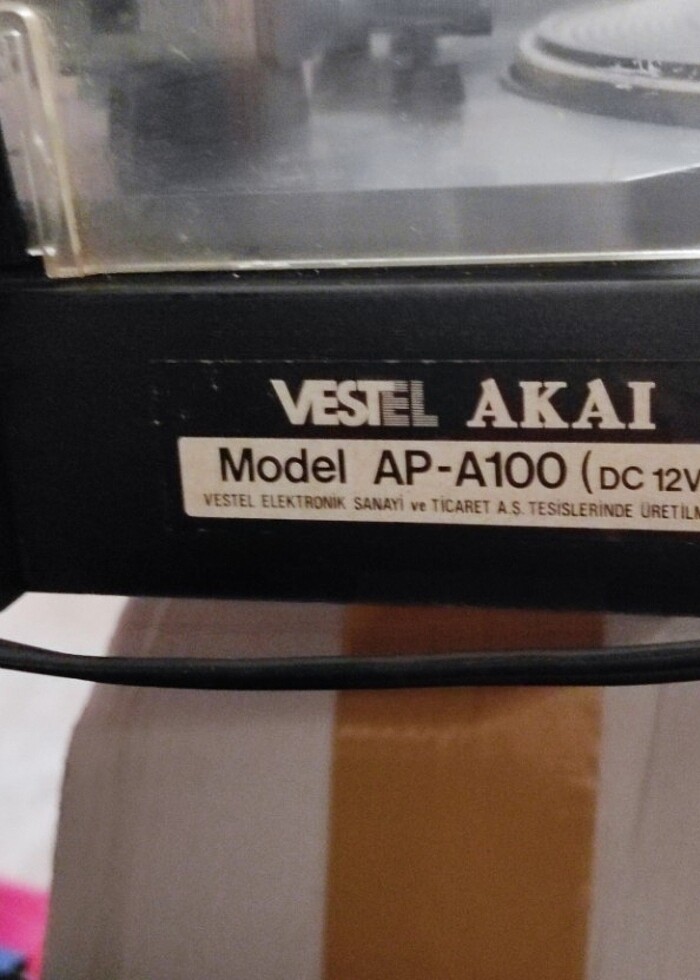 VESTEL AKAI
Model AP-A100 (DC 12V
VESTEL ELEKTRONİK SANAYİ ve TİCARET A.Ş. TESİSLERİNDE